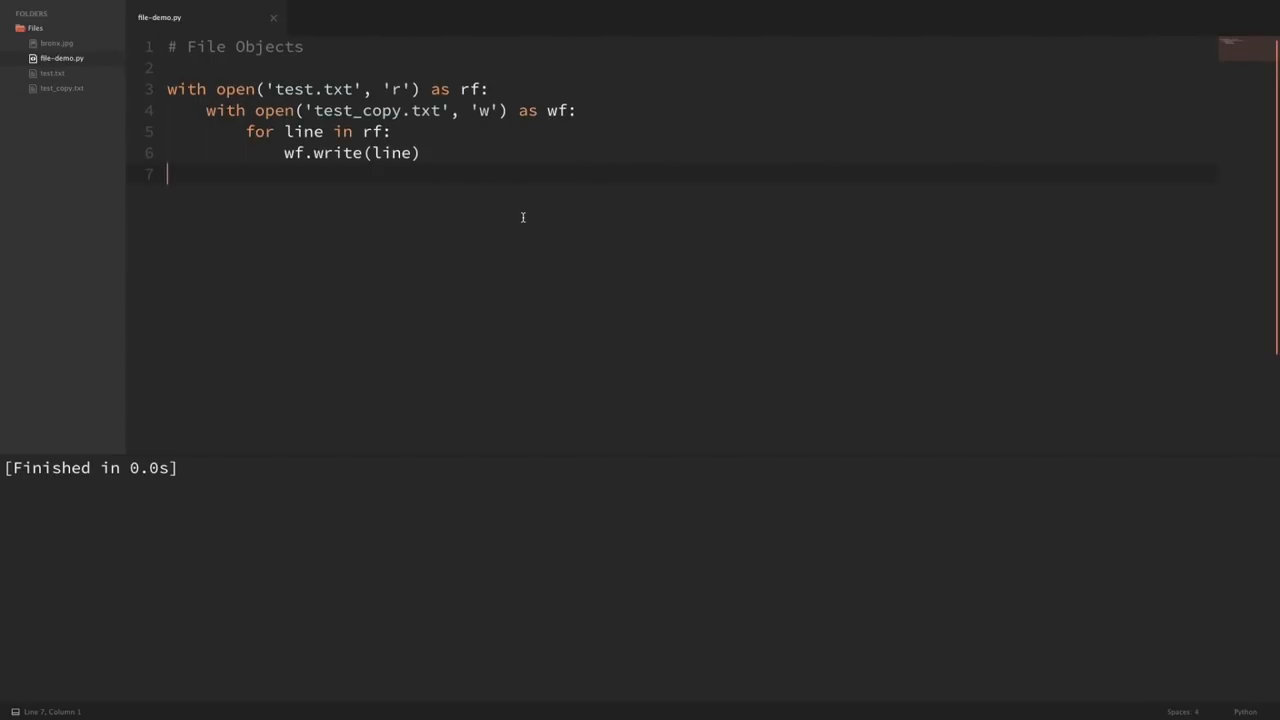 FOLDERS
Files
bronx.jpg
file-demo.py
test.txt
test_copy.txt
file-demo.py ×
1 # File Objects
2
3 with open('test.txt', 'r') as rf:
4     with open('test_copy.txt', 'w') as wf:
5         for line in rf:
6             wf.write(line)
7
[Finished in 0.0s]
Line 7, Column 1
Spaces: 4
Python